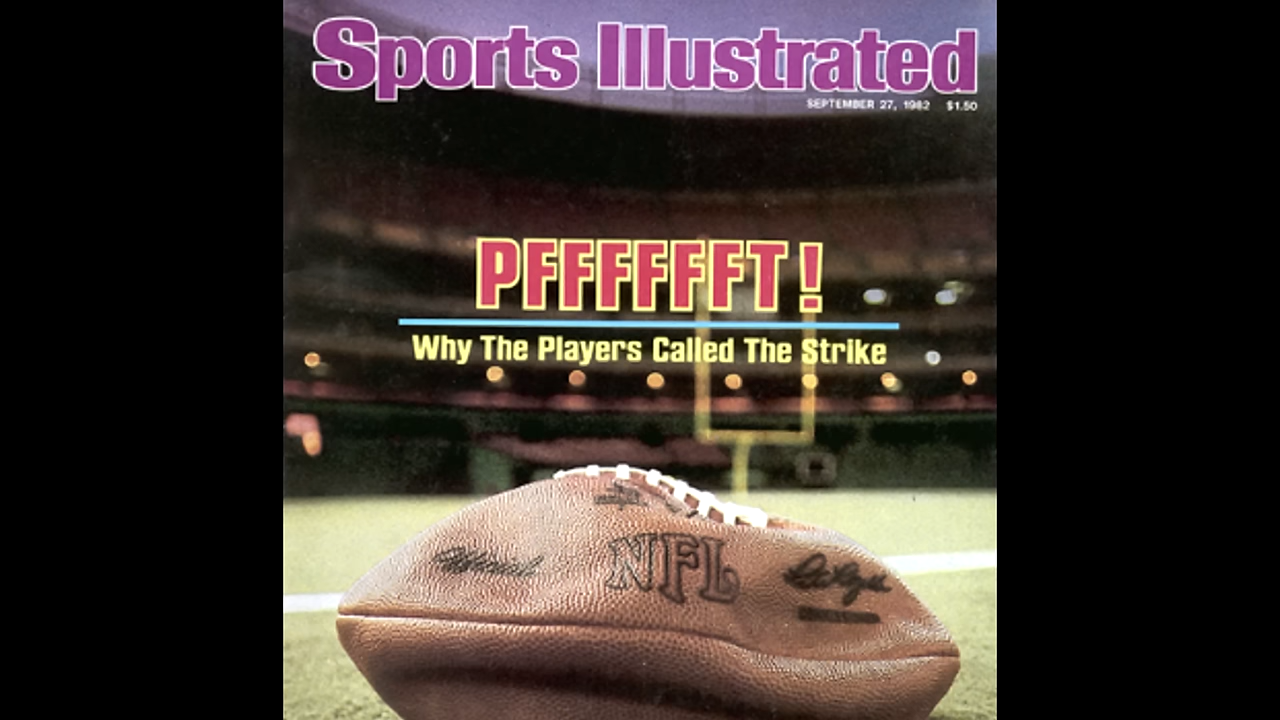 Sports Illustrated
SEPTEMBER 27, 1982 $1.50
PFFFFFFT!
Why The Players Called The Strike
NFL